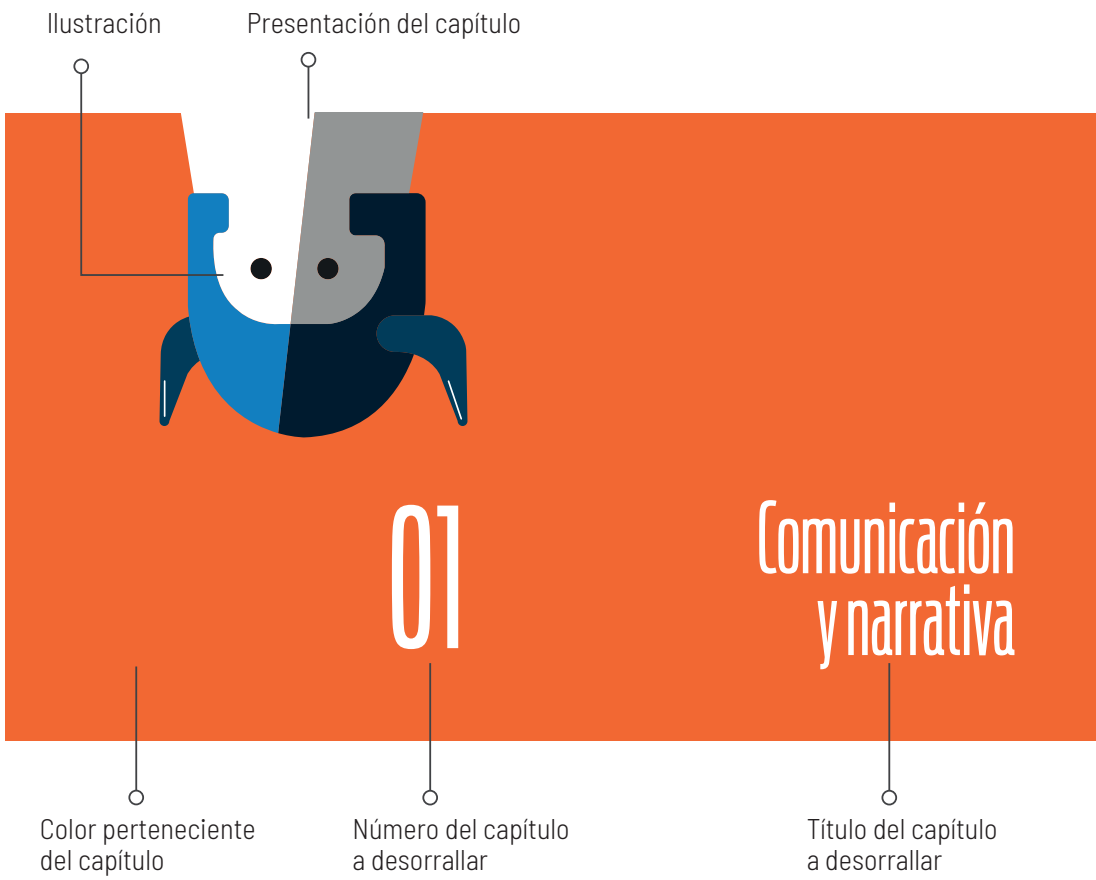 Ilustración
Presentación del capítulo
01
Comunicación
y narrativa
Color perteneciente
del capítulo
Número del capítulo
a desorrallar
Título del capítulo
a desorrallar